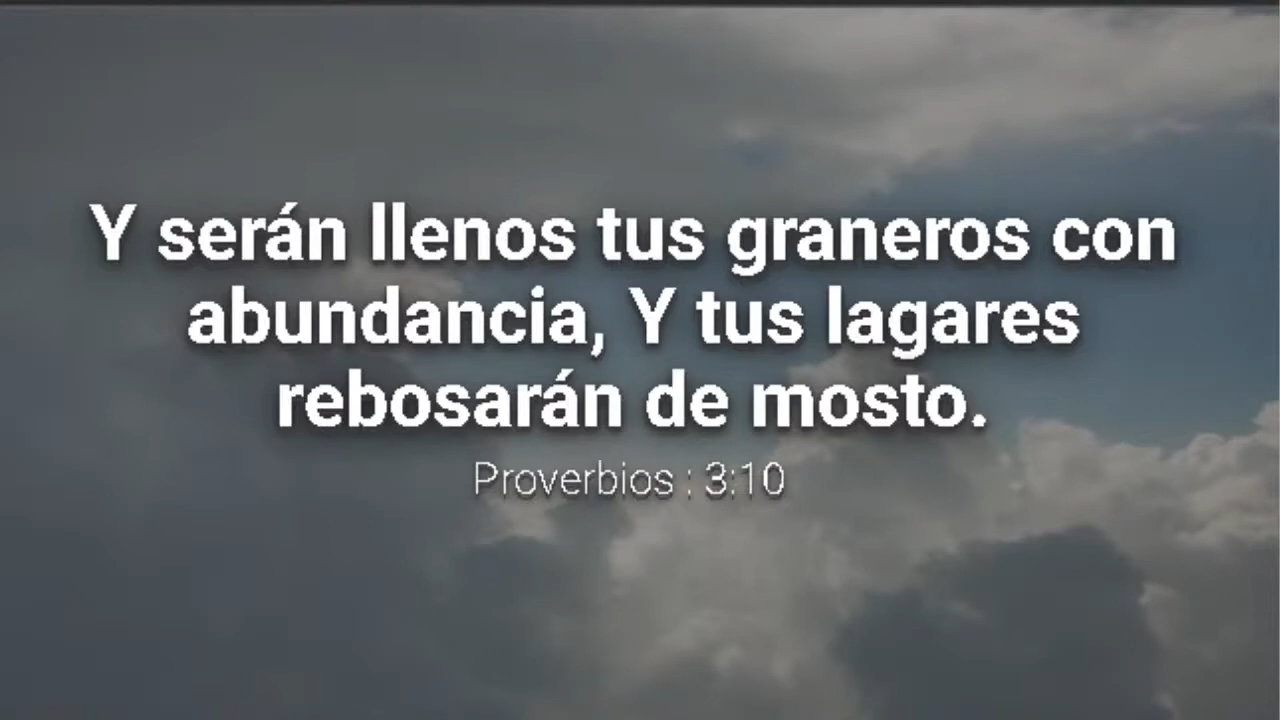 Y serán llenos tus graneros con
abundancia, Y tus lagares
rebosarán de mosto.
Proverbios : 3:10